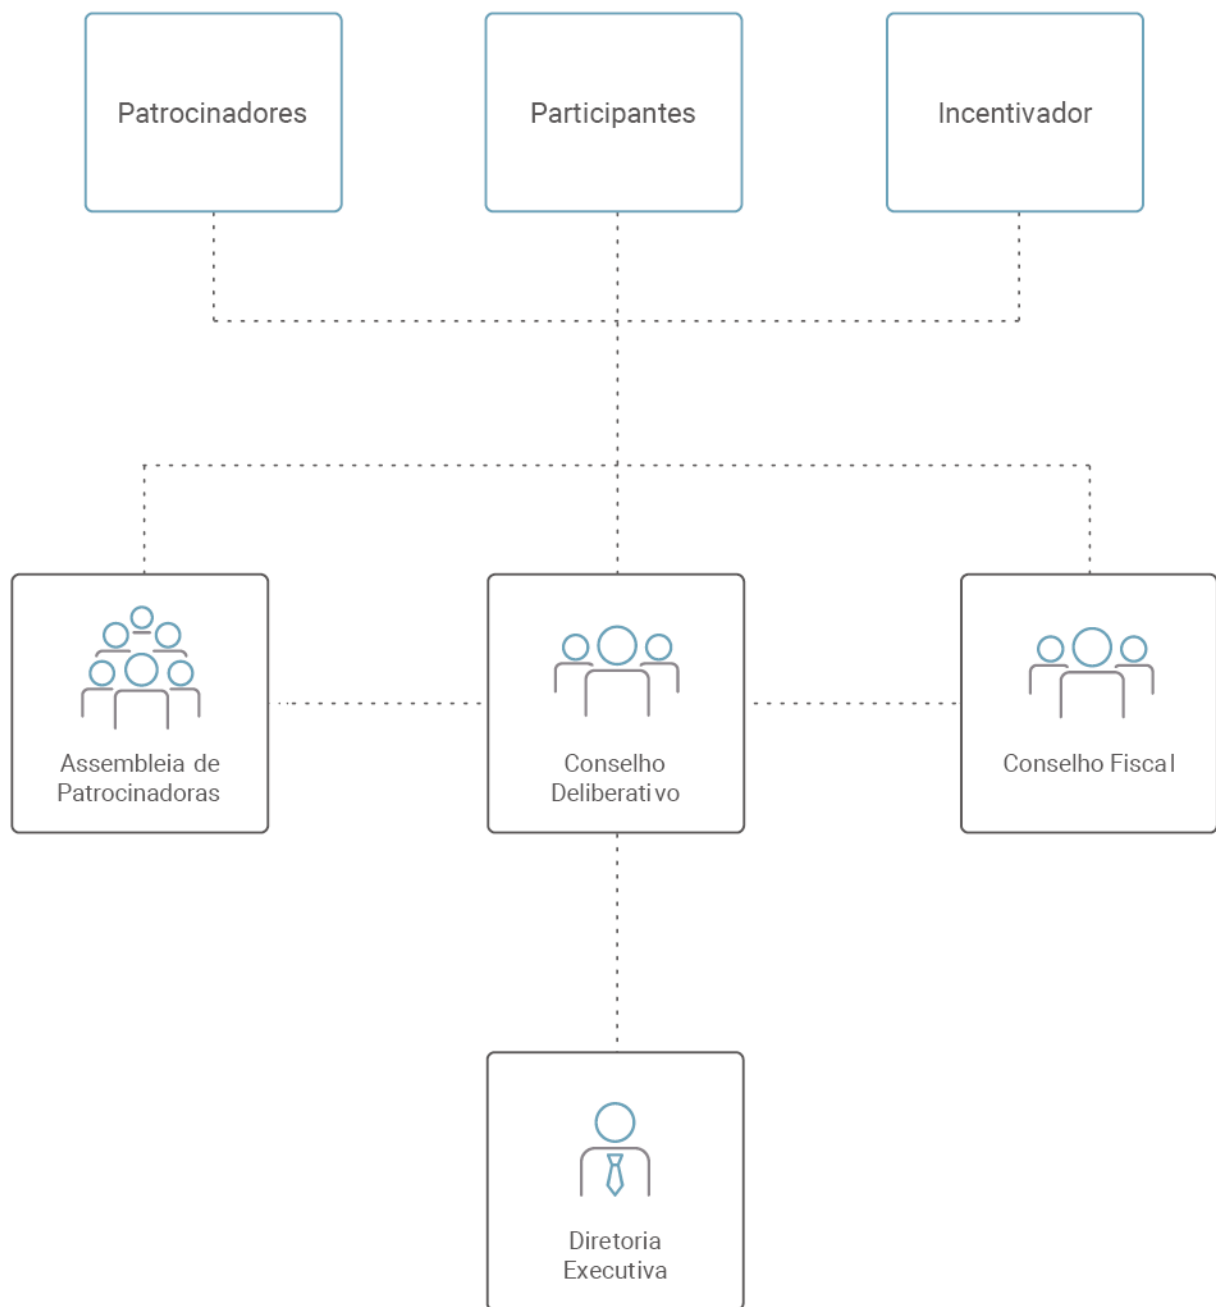 Patrocinadores
Participantes
Incentivador
Assembleia de
Patrocinadoras
Conselho
Deliberativo
Conselho Fiscal
Diretoria
Executiva